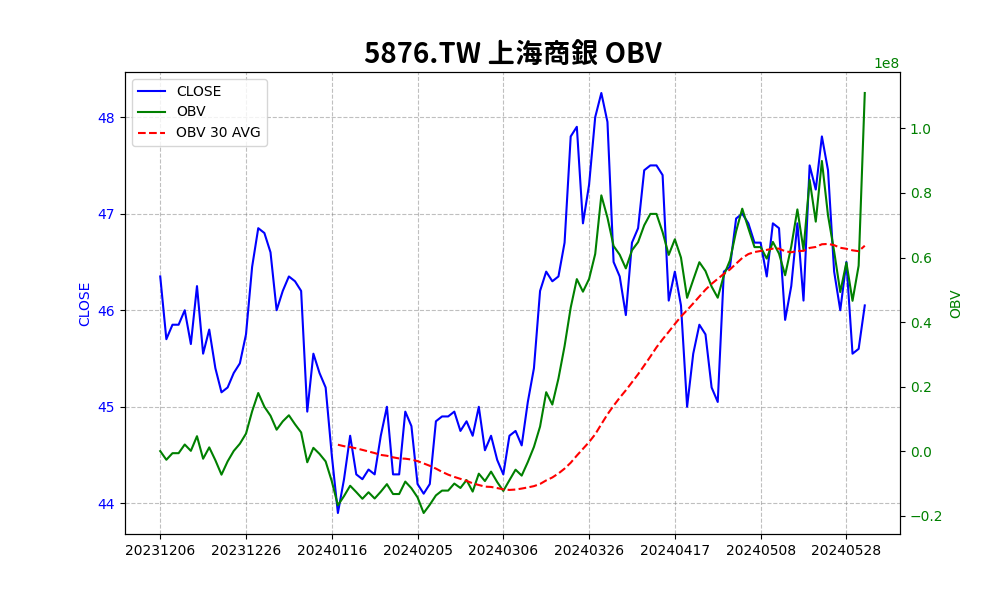 5876.TW 上海商銀 OBV
1e8
CLOSE
OBV
OBV 30 AVG
48
47
46
45
44
CLOSE
1.0
0.8
0.6
0.4
0.2
0.0
−0.2
OBV
20231206 20231226 20240116 20240205 20240306 20240326 20240417 20240508 20240528